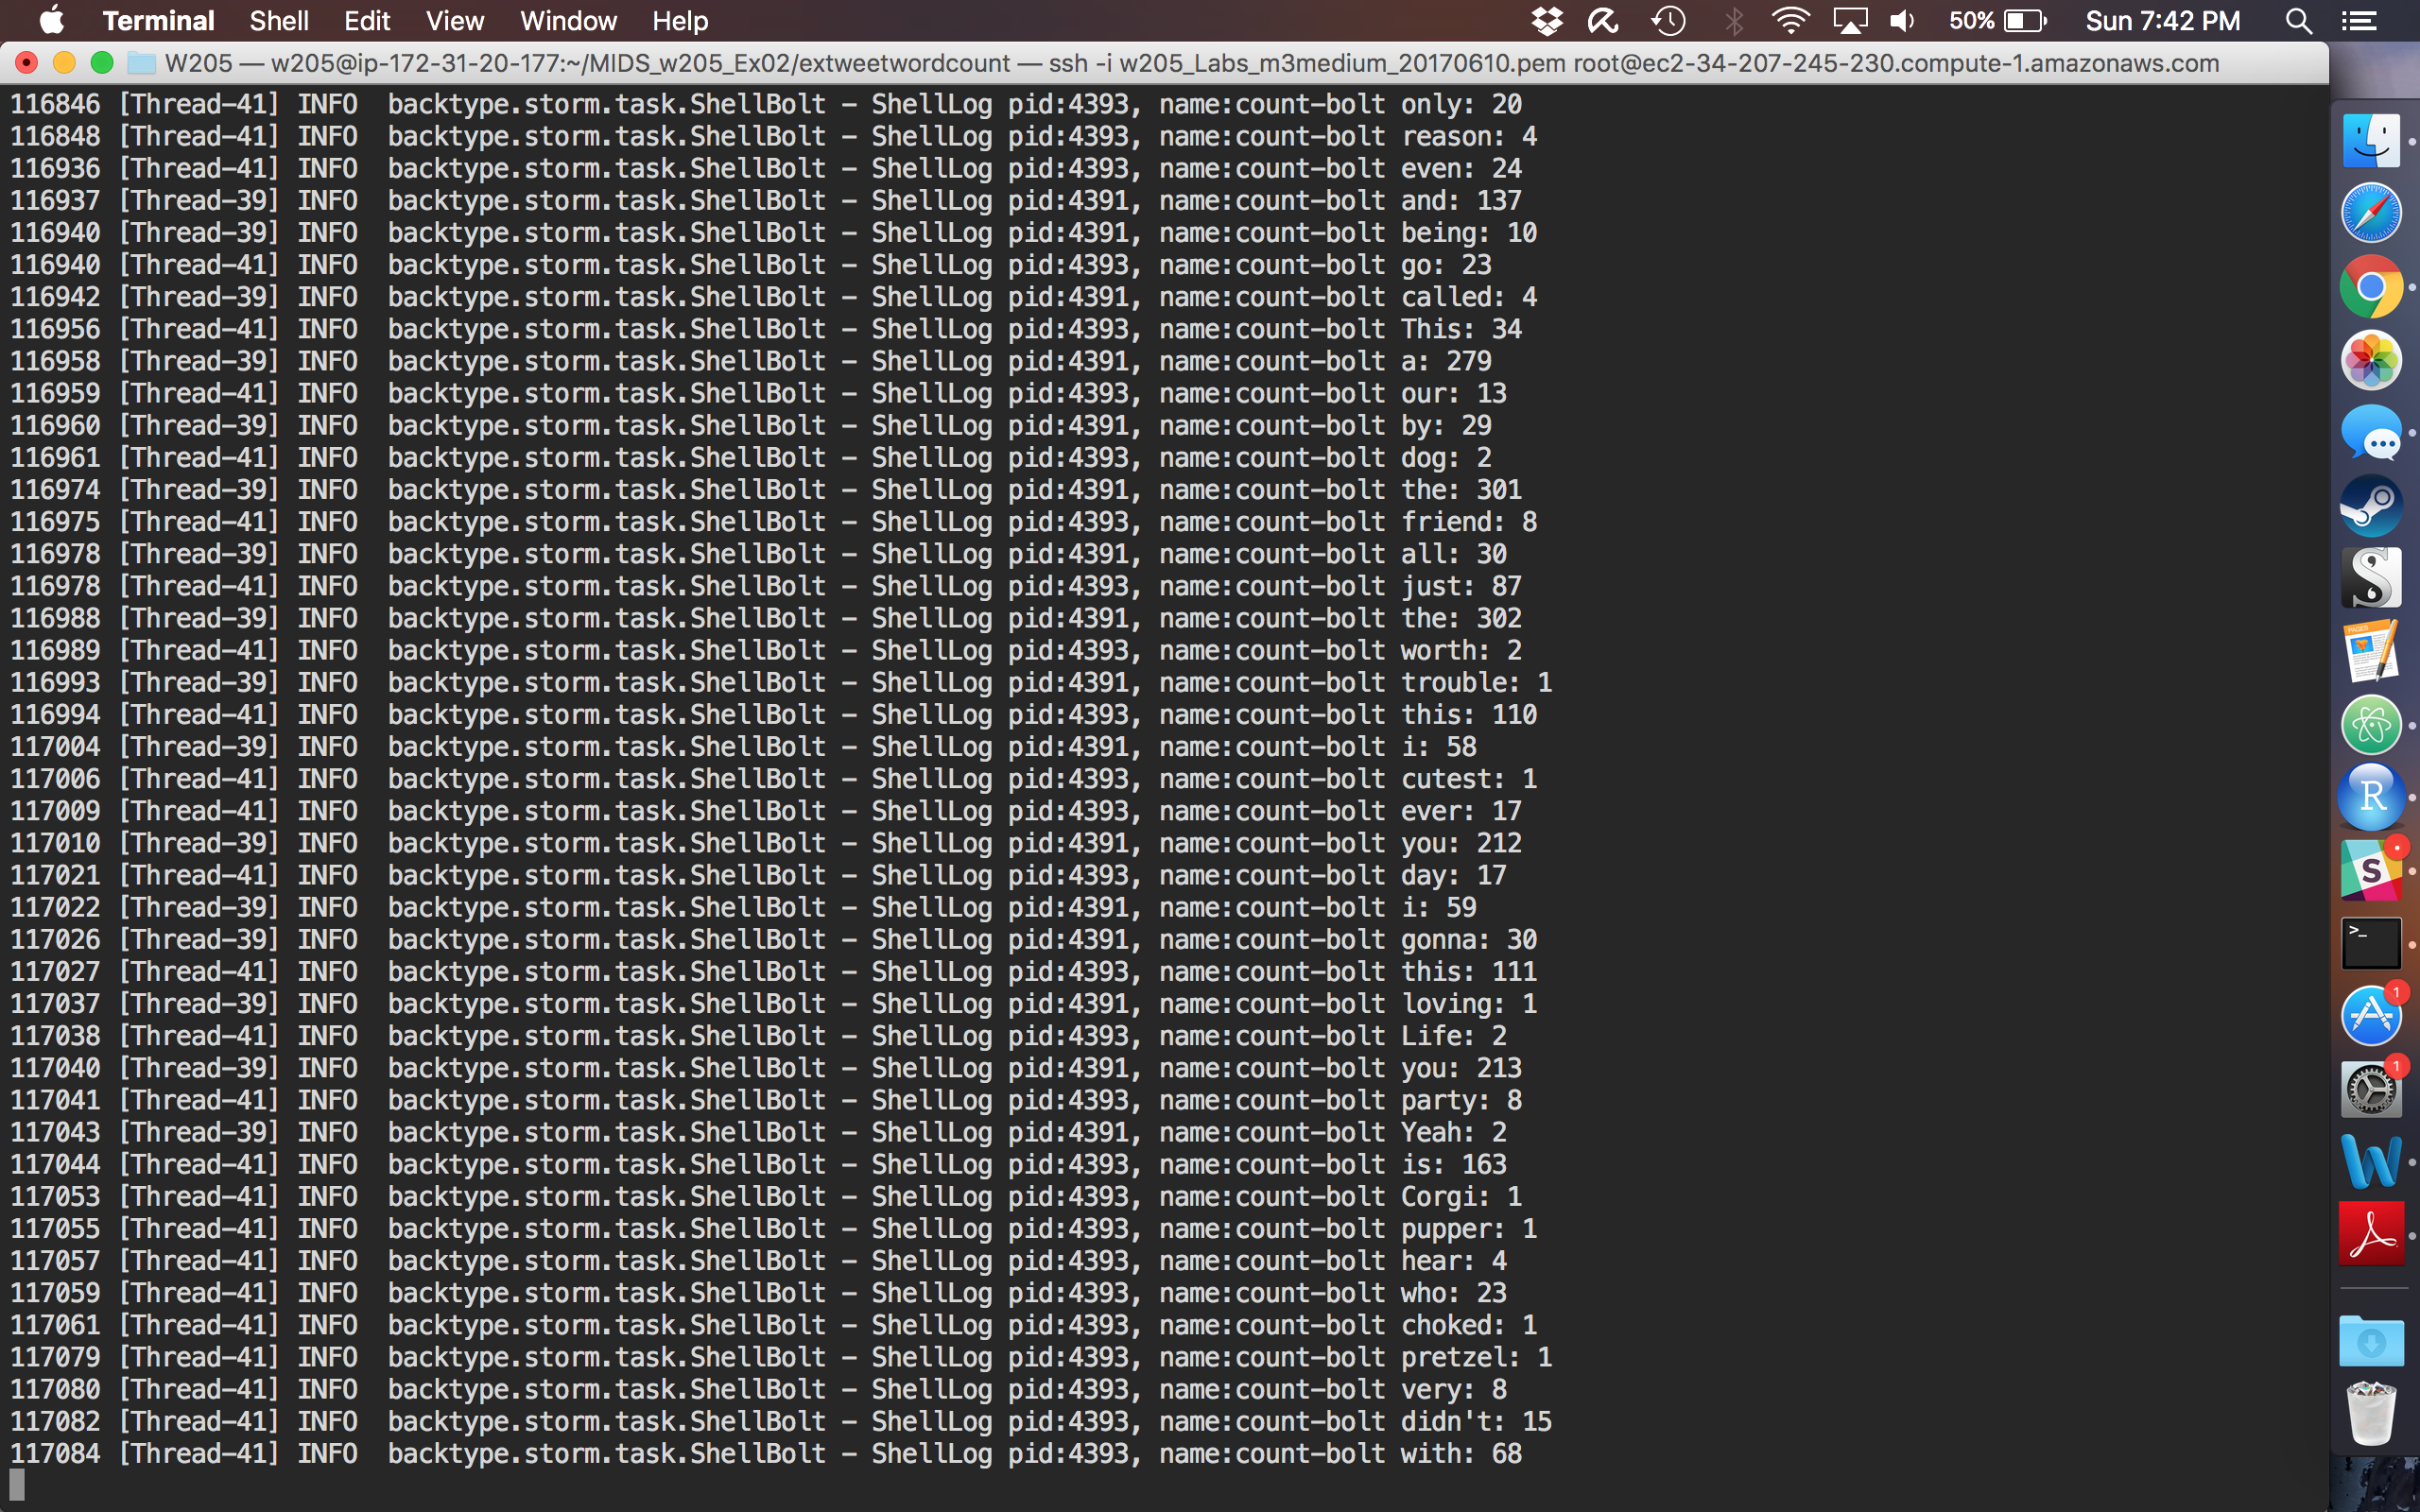 Terminal Shell Edit View Window Help 50% Sun 7:42 PM
W205 — w205@ip-172-31-20-177:~/MIDS_w205_Ex02/extweetwordcount — ssh -i w205_Labs_m3medium_20170610.pem root@ec2-34-207-245-230.compute-1.amazonaws.com
116846 [Thread-41] INFO  backtype.storm.task.ShellBolt - ShellLog pid:4393, name:count-bolt only: 20
116848 [Thread-41] INFO  backtype.storm.task.ShellBolt - ShellLog pid:4393, name:count-bolt reason: 4
116936 [Thread-41] INFO  backtype.storm.task.ShellBolt - ShellLog pid:4393, name:count-bolt even: 24
116937 [Thread-39] INFO  backtype.storm.task.ShellBolt - ShellLog pid:4391, name:count-bolt and: 137
116940 [Thread-39] INFO  backtype.storm.task.ShellBolt - ShellLog pid:4391, name:count-bolt being: 10
116940 [Thread-41] INFO  backtype.storm.task.ShellBolt - ShellLog pid:4393, name:count-bolt go: 23
116942 [Thread-39] INFO  backtype.storm.task.ShellBolt - ShellLog pid:4391, name:count-bolt called: 4
116956 [Thread-41] INFO  backtype.storm.task.ShellBolt - ShellLog pid:4393, name:count-bolt This: 34
116958 [Thread-39] INFO  backtype.storm.task.ShellBolt - ShellLog pid:4391, name:count-bolt a: 279
116959 [Thread-41] INFO  backtype.storm.task.ShellBolt - ShellLog pid:4393, name:count-bolt our: 13
116960 [Thread-39] INFO  backtype.storm.task.ShellBolt - ShellLog pid:4391, name:count-bolt by: 29
116961 [Thread-41] INFO  backtype.storm.task.ShellBolt - ShellLog pid:4393, name:count-bolt dog: 2
116974 [Thread-39] INFO  backtype.storm.task.ShellBolt - ShellLog pid:4391, name:count-bolt the: 301
116975 [Thread-41] INFO  backtype.storm.task.ShellBolt - ShellLog pid:4393, name:count-bolt friend: 8
116978 [Thread-39] INFO  backtype.storm.task.ShellBolt - ShellLog pid:4391, name:count-bolt all: 30
116978 [Thread-41] INFO  backtype.storm.task.ShellBolt - ShellLog pid:4393, name:count-bolt just: 87
116988 [Thread-39] INFO  backtype.storm.task.ShellBolt - ShellLog pid:4391, name:count-bolt the: 302
116989 [Thread-41] INFO  backtype.storm.task.ShellBolt - ShellLog pid:4393, name:count-bolt worth: 2
116993 [Thread-39] INFO  backtype.storm.task.ShellBolt - ShellLog pid:4391, name:count-bolt trouble: 1
116994 [Thread-41] INFO  backtype.storm.task.ShellBolt - ShellLog pid:4393, name:count-bolt this: 110
117004 [Thread-39] INFO  backtype.storm.task.ShellBolt - ShellLog pid:4391, name:count-bolt i: 58
117006 [Thread-41] INFO  backtype.storm.task.ShellBolt - ShellLog pid:4393, name:count-bolt cutest: 1
117009 [Thread-41] INFO  backtype.storm.task.ShellBolt - ShellLog pid:4393, name:count-bolt ever: 17
117010 [Thread-39] INFO  backtype.storm.task.ShellBolt - ShellLog pid:4391, name:count-bolt you: 212
117021 [Thread-41] INFO  backtype.storm.task.ShellBolt - ShellLog pid:4393, name:count-bolt day: 17
117022 [Thread-39] INFO  backtype.storm.task.ShellBolt - ShellLog pid:4391, name:count-bolt i: 59
117026 [Thread-39] INFO  backtype.storm.task.ShellBolt - ShellLog pid:4391, name:count-bolt gonna: 30
117027 [Thread-41] INFO  backtype.storm.task.ShellBolt - ShellLog pid:4393, name:count-bolt this: 111
117037 [Thread-39] INFO  backtype.storm.task.ShellBolt - ShellLog pid:4391, name:count-bolt loving: 1
117038 [Thread-41] INFO  backtype.storm.task.ShellBolt - ShellLog pid:4393, name:count-bolt Life: 2
117040 [Thread-39] INFO  backtype.storm.task.ShellBolt - ShellLog pid:4391, name:count-bolt you: 213
117041 [Thread-41] INFO  backtype.storm.task.ShellBolt - ShellLog pid:4393, name:count-bolt party: 8
117043 [Thread-39] INFO  backtype.storm.task.ShellBolt - ShellLog pid:4391, name:count-bolt Yeah: 2
117044 [Thread-41] INFO  backtype.storm.task.ShellBolt - ShellLog pid:4393, name:count-bolt is: 163
117053 [Thread-41] INFO  backtype.storm.task.ShellBolt - ShellLog pid:4393, name:count-bolt Corgi: 1
117055 [Thread-41] INFO  backtype.storm.task.ShellBolt - ShellLog pid:4393, name:count-bolt pupper: 1
117057 [Thread-41] INFO  backtype.storm.task.ShellBolt - ShellLog pid:4393, name:count-bolt hear: 4
117059 [Thread-41] INFO  backtype.storm.task.ShellBolt - ShellLog pid:4393, name:count-bolt who: 23
117061 [Thread-41] INFO  backtype.storm.task.ShellBolt - ShellLog pid:4393, name:count-bolt choked: 1
117079 [Thread-41] INFO  backtype.storm.task.ShellBolt - ShellLog pid:4393, name:count-bolt pretzel: 1
117080 [Thread-41] INFO  backtype.storm.task.ShellBolt - ShellLog pid:4393, name:count-bolt very: 8
117082 [Thread-41] INFO  backtype.storm.task.ShellBolt - ShellLog pid:4393, name:count-bolt didn't: 15
117084 [Thread-41] INFO  backtype.storm.task.ShellBolt - ShellLog pid:4393, name:count-bolt with: 68
PAGES
R
S
>_
1
1